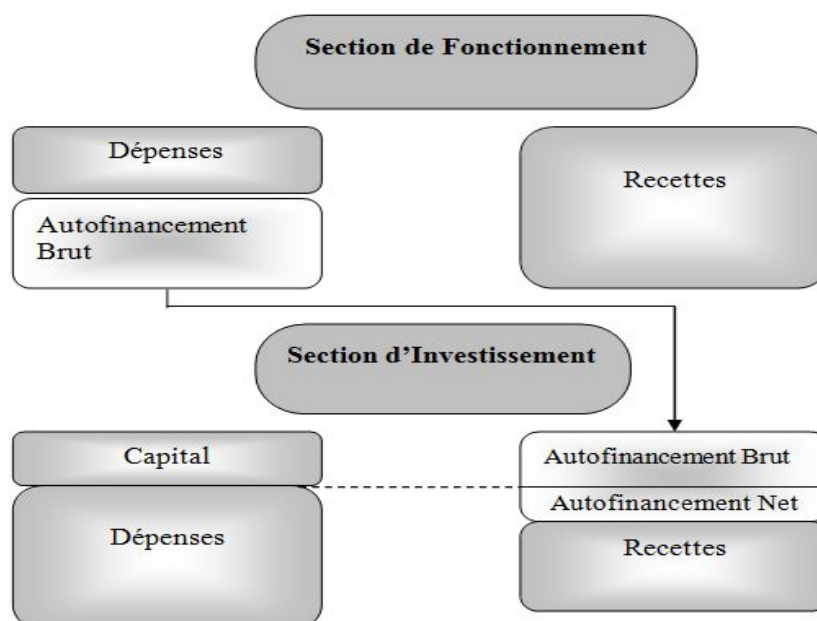 Section de Fonctionnement
Dépenses
Recettes
Autofinancement
Brut
Section d'Investissement
Capital
Autofinancement Brut
Autofinancement Net
Dépenses
Recettes